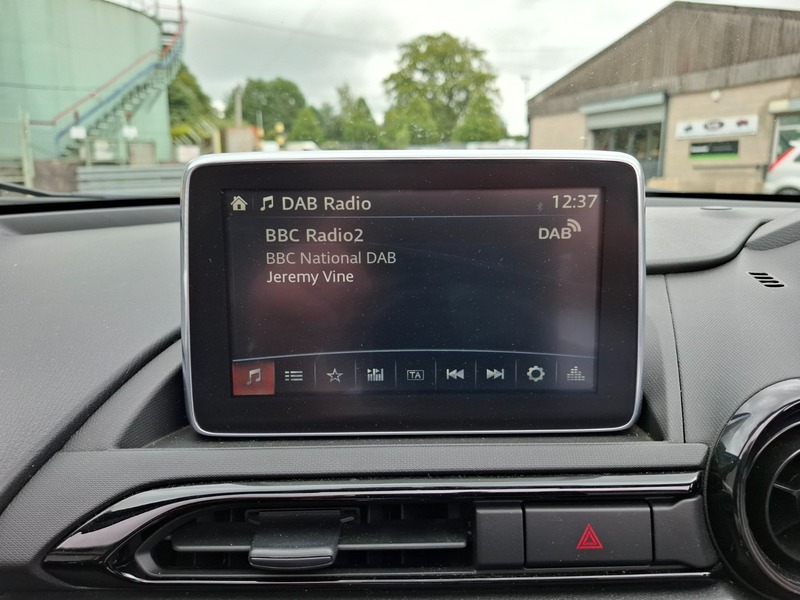 DAB Radio 12:37
BBC Radio2 DAB
BBC National DAB
Jeremy Vine
TA